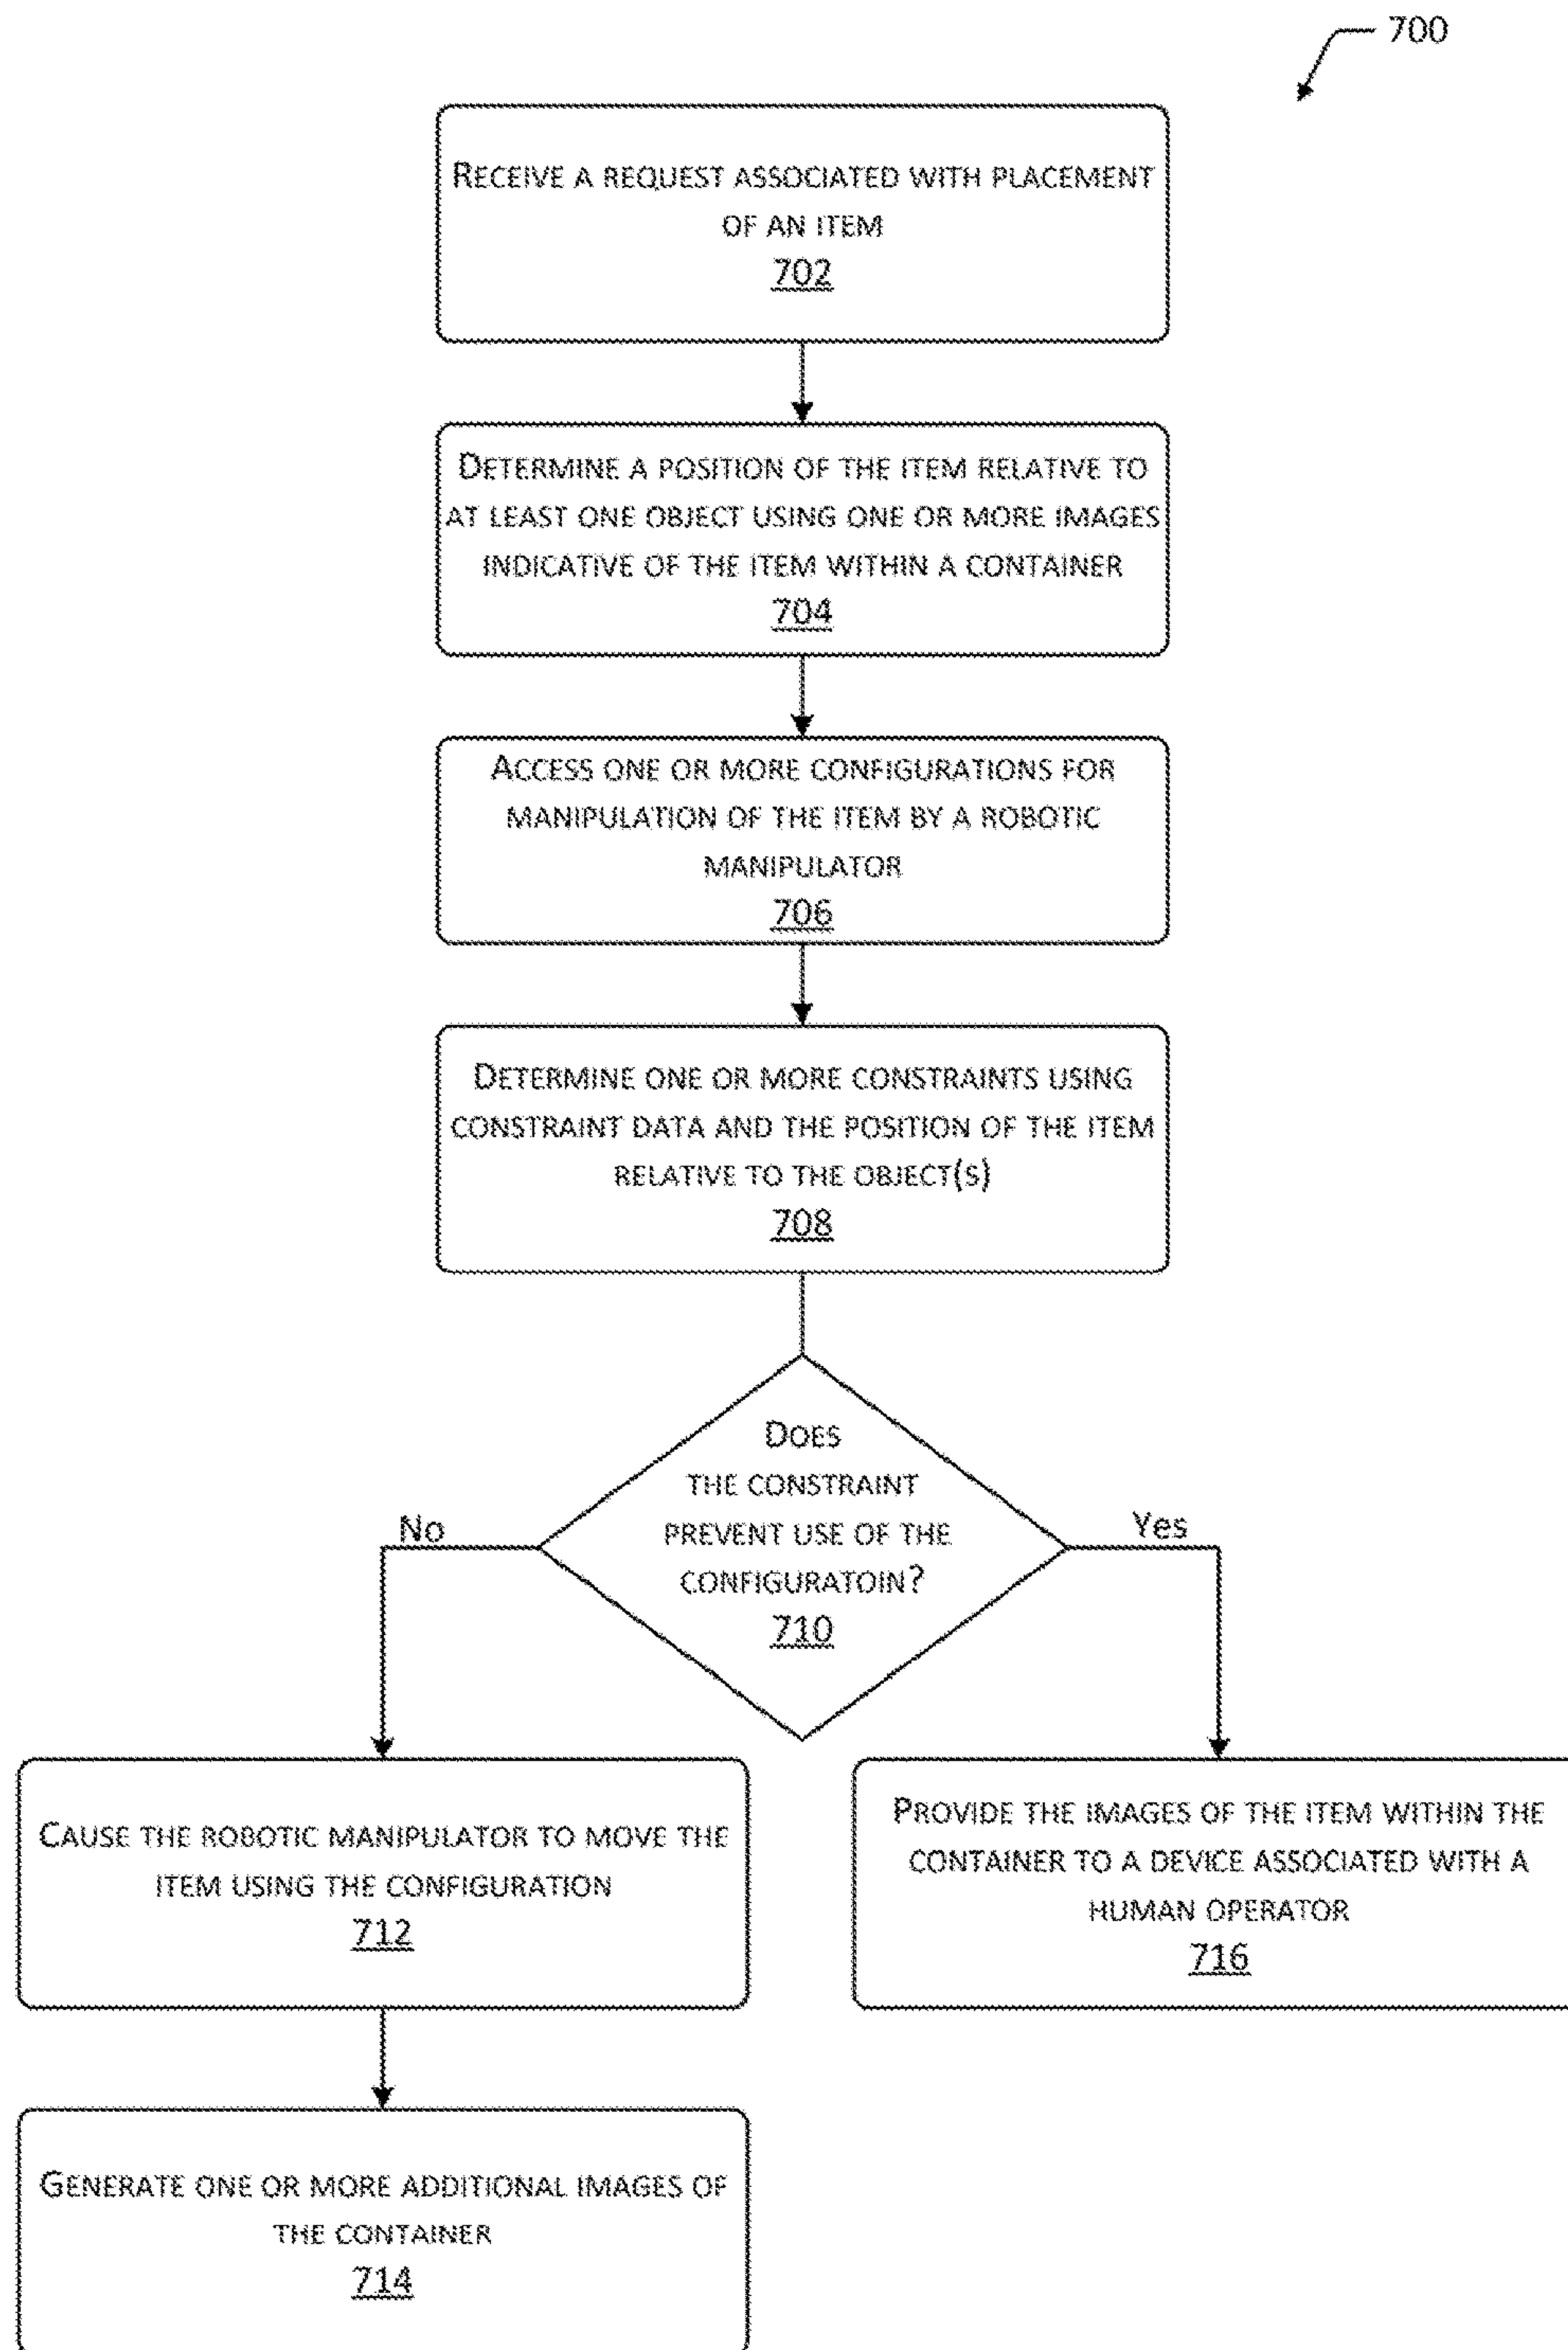 700
Receive a request associated with placement
of an item
702
Determine a position of the item relative to
at least one object using one or more images
indicative of the item within a container
704
Access one or more configurations for
manipulation of the item by a robotic
manipulator
706
Determine one or more constraints using
constraint data and the position of the item
relative to the object(s)
708
Does
the constraint
prevent use of the
configuratoin?
710
No
Yes
Cause the robotic manipulator to move the
item using the configuration
712
Provide the images of the item within the
container to a device associated with a
human operator
716
Generate one or more additional images of
the container
714